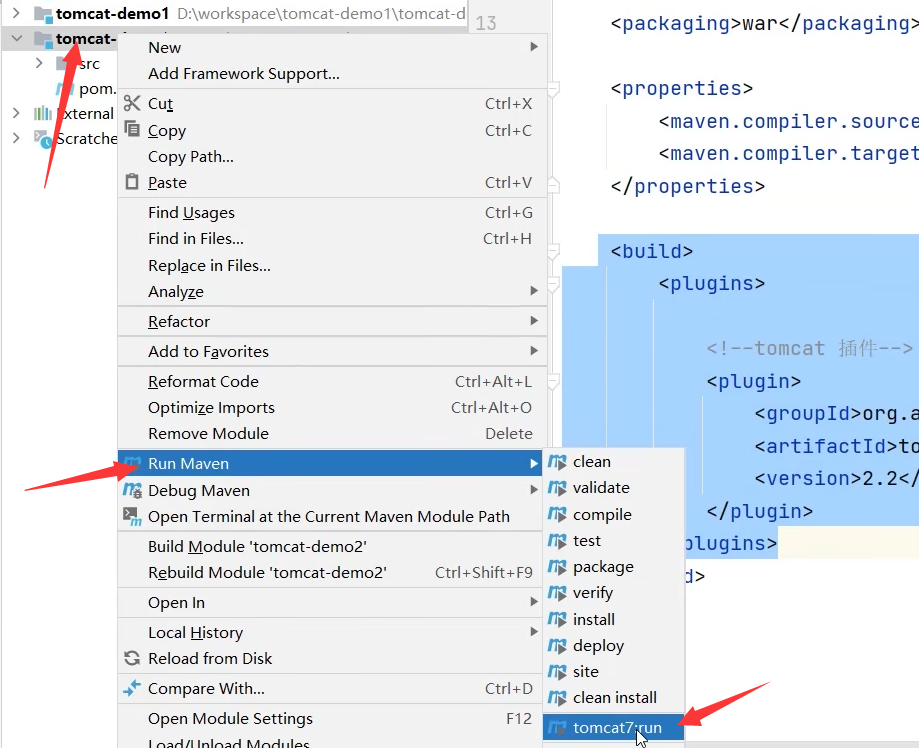 tomcat-demo1 D:\workspace\tomcat-demo1\tomcat-d
tomcat-
src
pom.
External
Scratche
New
Add Framework Support...
Cut Ctrl+X
Copy Ctrl+C
Copy Path...
Paste Ctrl+V
Find Usages Ctrl+G
Find in Files... Ctrl+H
Replace in Files...
Analyze
Refactor
Add to Favorites
Reformat Code Ctrl+Alt+L
Optimize Imports Ctrl+Alt+O
Remove Module Delete
Run Maven
Debug Maven
Open Terminal at the Current Maven Module Path
Build Module 'tomcat-demo2'
Rebuild Module 'tomcat-demo2' Ctrl+Shift+F9
Open In
Local History
Reload from Disk
Compare With... Ctrl+D
Open Module Settings F12
Load/Unload Modules
clean
validate
compile
test
package
verify
install
deploy
site
clean install
tomcat7:run
13
<packaging>war</packaging>
<properties>
<maven.compiler.source
<maven.compiler.target
</properties>
<build>
<plugins>
<!--tomcat 插件-->
<plugin>
<groupId>org.a
<artifactId>to
<version>2.2</
</plugin>
plugins>
d>